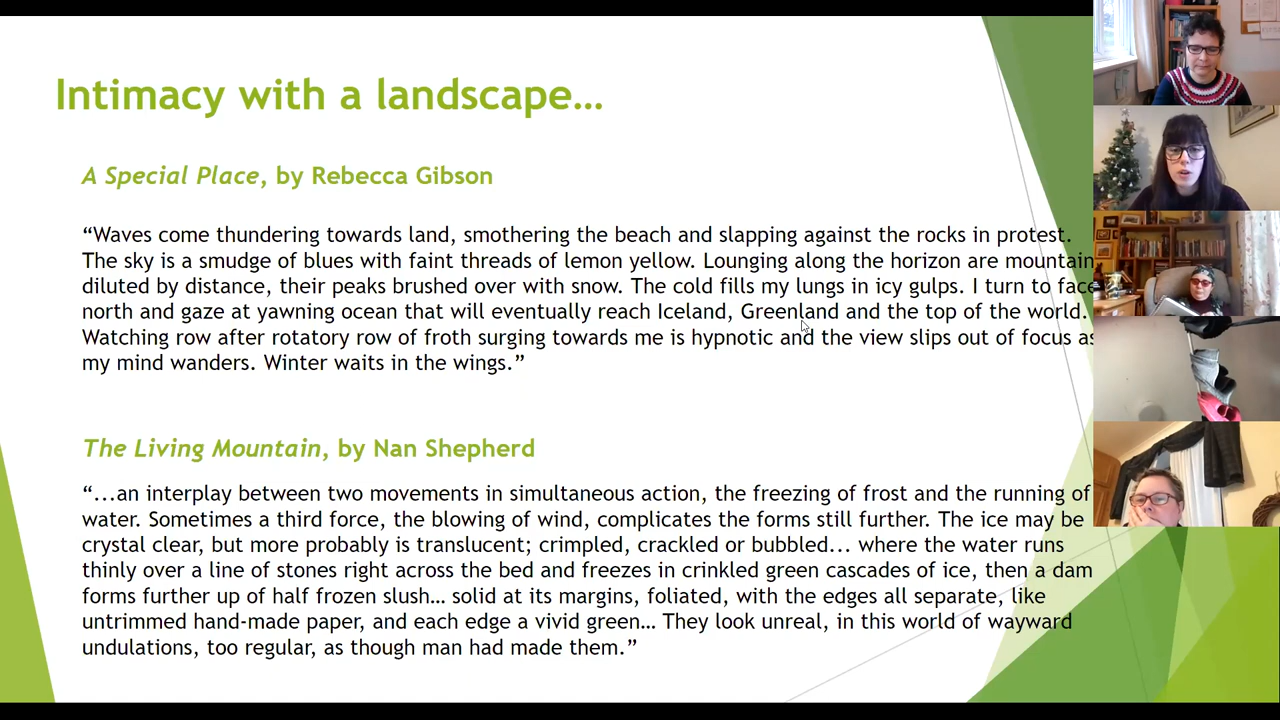 Intimacy with a landscape...
A Special Place, by Rebecca Gibson
“Waves come thundering towards land, smothering the beach and slapping against the rocks in protest.
The sky is a smudge of blues with faint threads of lemon yellow. Lounging along the horizon are mountain
diluted by distance, their peaks brushed over with snow. The cold fills my lungs in icy gulps. I turn to face
north and gaze at yawning ocean that will eventually reach Iceland, Greenland and the top of the world.
Watching row after rotatory row of froth surging towards me is hypnotic and the view slips out of focus as
my mind wanders. Winter waits in the wings.”
The Living Mountain, by Nan Shepherd
“...an interplay between two movements in simultaneous action, the freezing of frost and the running of
water. Sometimes a third force, the blowing of wind, complicates the forms still further. The ice may be
crystal clear, but more probably is translucent; crimpled, crackled or bubbled... where the water runs
thinly over a line of stones right across the bed and freezes in crinkled green cascades of ice, then a dam
forms further up of half frozen slush… solid at its margins, foliated, with the edges all separate, like
untrimmed hand-made paper, and each edge a vivid green… They look unreal, in this world of wayward
undulations, too regular, as though man had made them.”